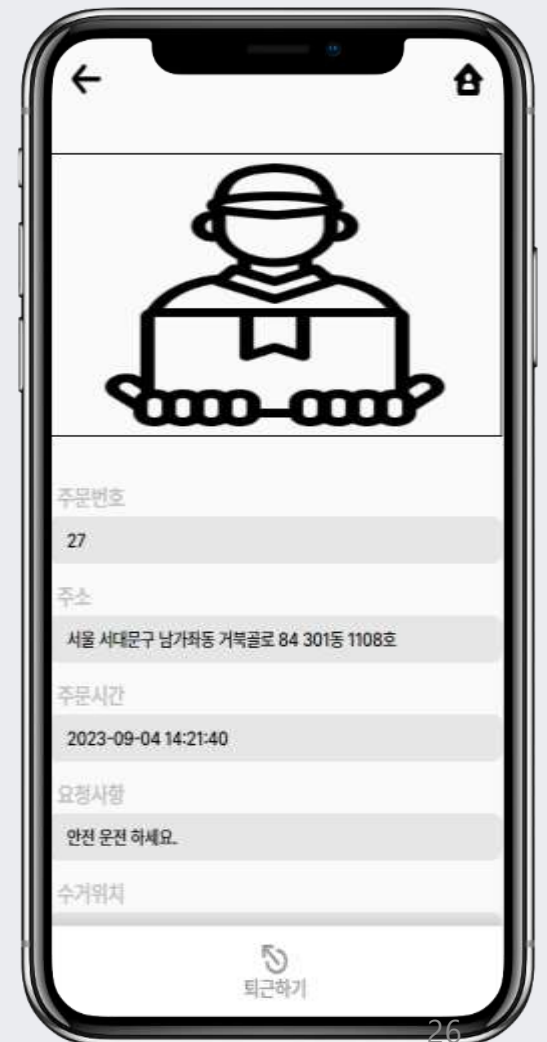 주문번호
27
주소
서울 서대문구 남가좌동 거북골로 84 301동 1108호
주문시간
2023-09-04 14:21:40
요청사항
안전 운전 하세요.
수거위치
퇴근하기
26